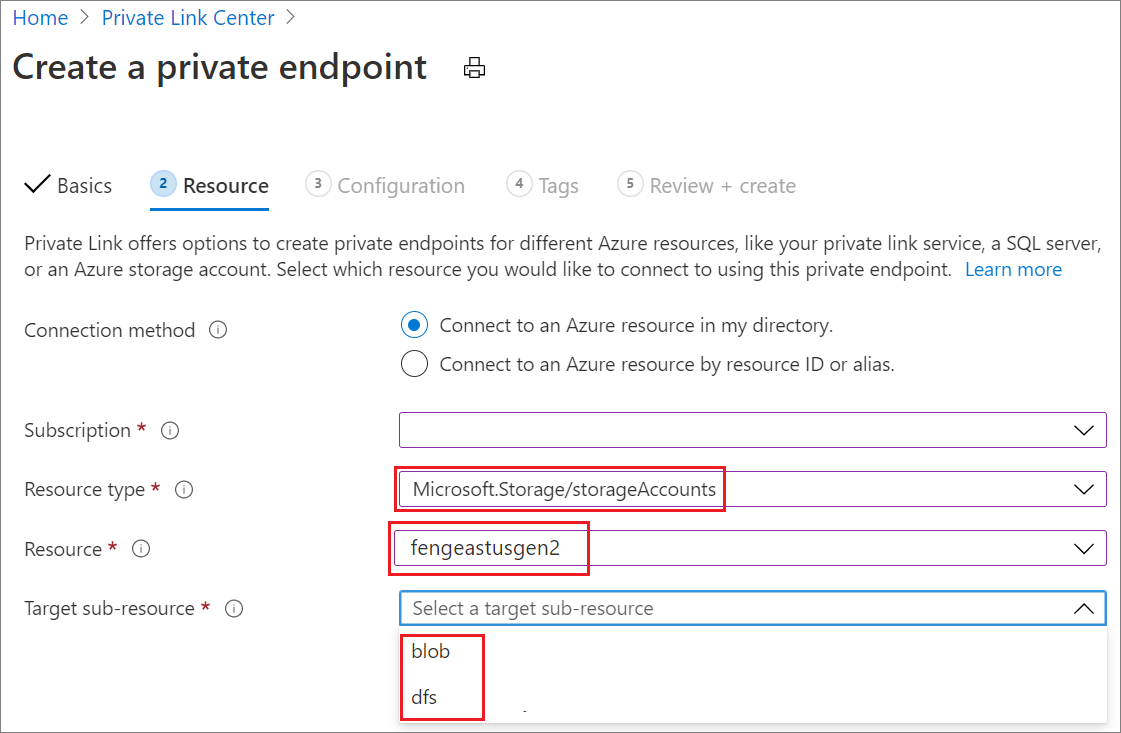 Home > Private Link Center >
Create a private endpoint
Basics 2 Resource 3 Configuration 4 Tags 5 Review + create
Private Link offers options to create private endpoints for different Azure resources, like your private link service, a SQL server,
or an Azure storage account. Select which resource you would like to connect to using this private endpoint. Learn more
Connection method Connect to an Azure resource in my directory.
Connect to an Azure resource by resource ID or alias.
Subscription *
Resource type * Microsoft.Storage/storageAccounts
Resource * fengeastusgen2
Target sub-resource * Select a target sub-resource
blob
dfs